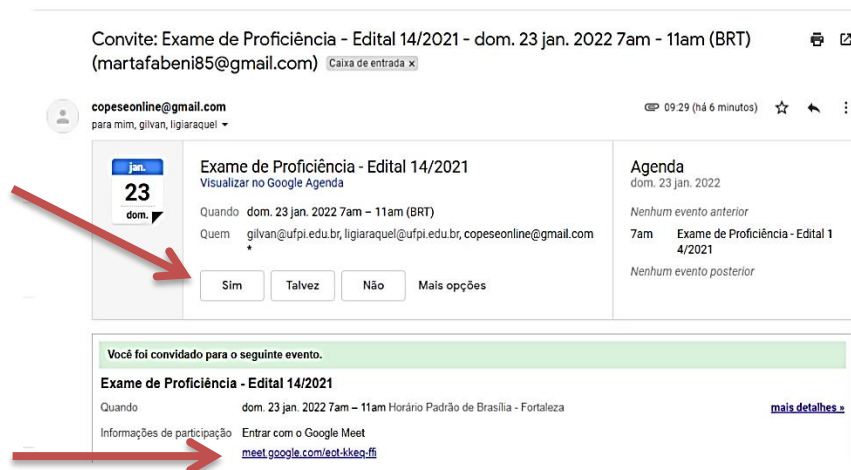 Convite: Exame de Proficiência - Edital 14/2021 - dom. 23 jan. 2022 7am - 11am (BRT)
(martafabeni85@gmail.com) Caixa de entrada x
copeseonline@gmail.com
09:29 (há 6 minutos)
para mim, gilvan, ligiaraquel
jan.
23
dom.
Exame de Proficiência - Edital 14/2021
Visualizar no Google Agenda
Quando dom. 23 jan. 2022 7am – 11am (BRT)
Quem gilvan@ufpi.edu.br, ligiaraquel@ufpi.edu.br, copeseonline@gmail.com
*
Sim Talvez Não Mais opções
Agenda
dom. 23 jan. 2022
Nenhum evento anterior
7am Exame de Proficiência - Edital 1
4/2021
Nenhum evento posterior
Você foi convidado para o seguinte evento.
Exame de Proficiência - Edital 14/2021
Quando dom. 23 jan. 2022 7am – 11am Horário Padrão de Brasília - Fortaleza mais detalhes »
Informações de participação Entrar com o Google Meet
meet.google.com/eot-kkeq-ffi